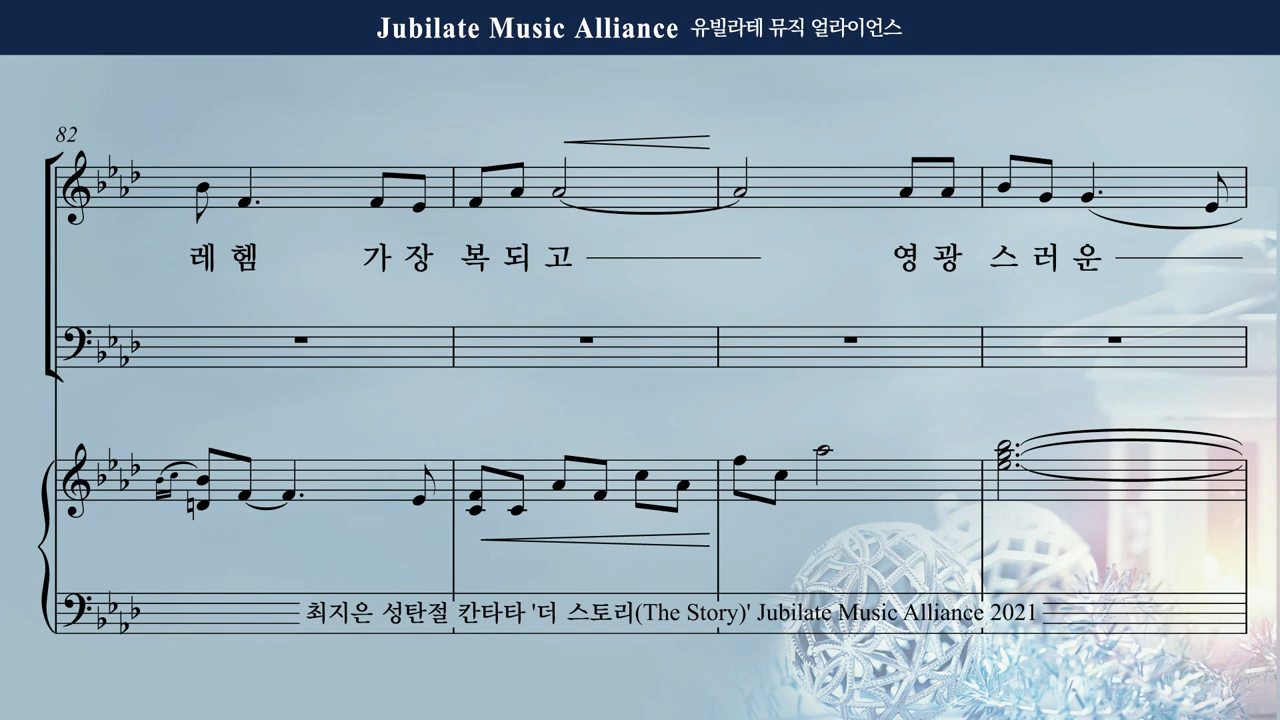 Jubilate Music Alliance 유빌라테 뮤직 얼라이언스
82
레 헴 가 장 복 되 고 영 광 스 러 운
최지은 성탄절 칸타타 '더 스토리(The Story)' Jubilate Music Alliance 2021